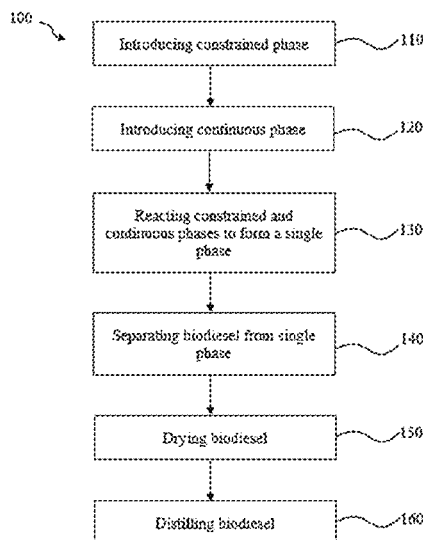 100
Introducing constrained phase
110
Introducing continuous phase
120
Reacting constrained and
continuous phases to form a single
phase
130
Separating biodiesel from single
phase
140
Drying biodiesel
150
Distilling biodiesel
160